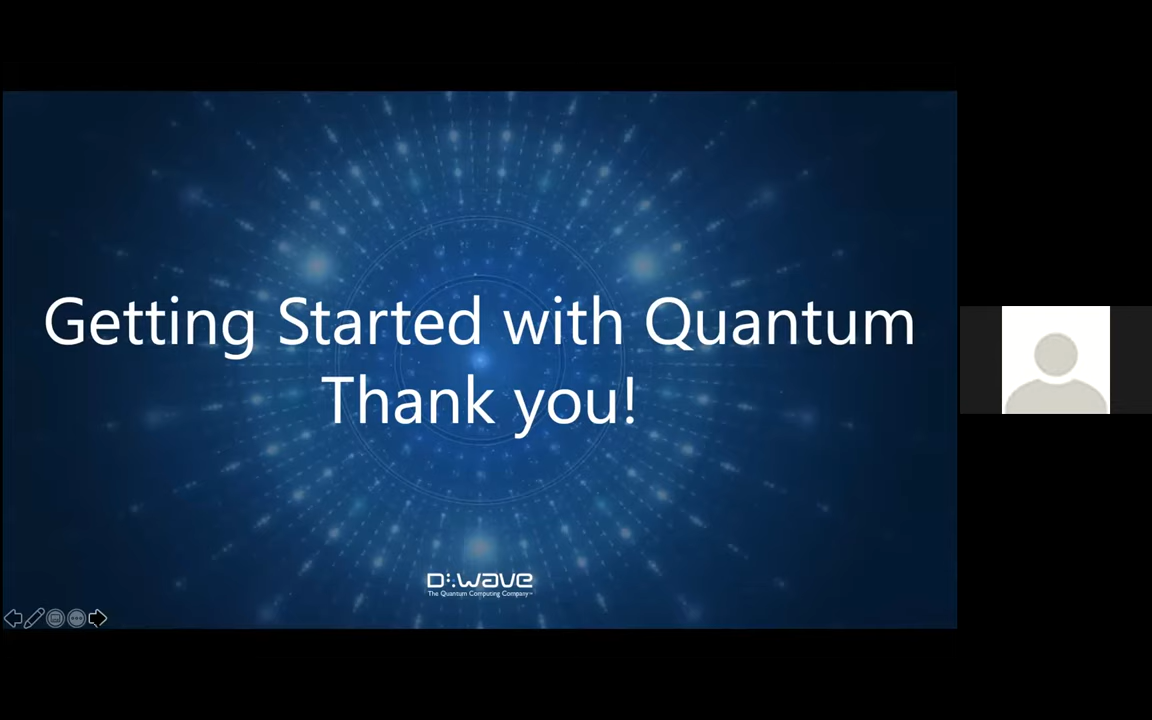 Getting Started with Quantum
Thank you!
D:wave
The Quantum Computing Company™